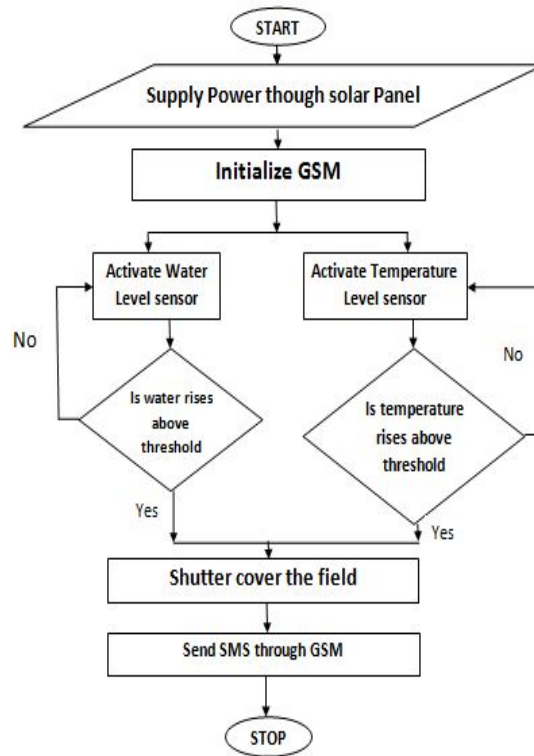 START
Supply Power though solar Panel
Initialize GSM
Activate Water
Level sensor
Activate Temperature
Level sensor
No
No
Is water rises
above
threshold
Is temperature
rises above
threshold
Yes
Yes
Shutter cover the field
Send SMS through GSM
STOP